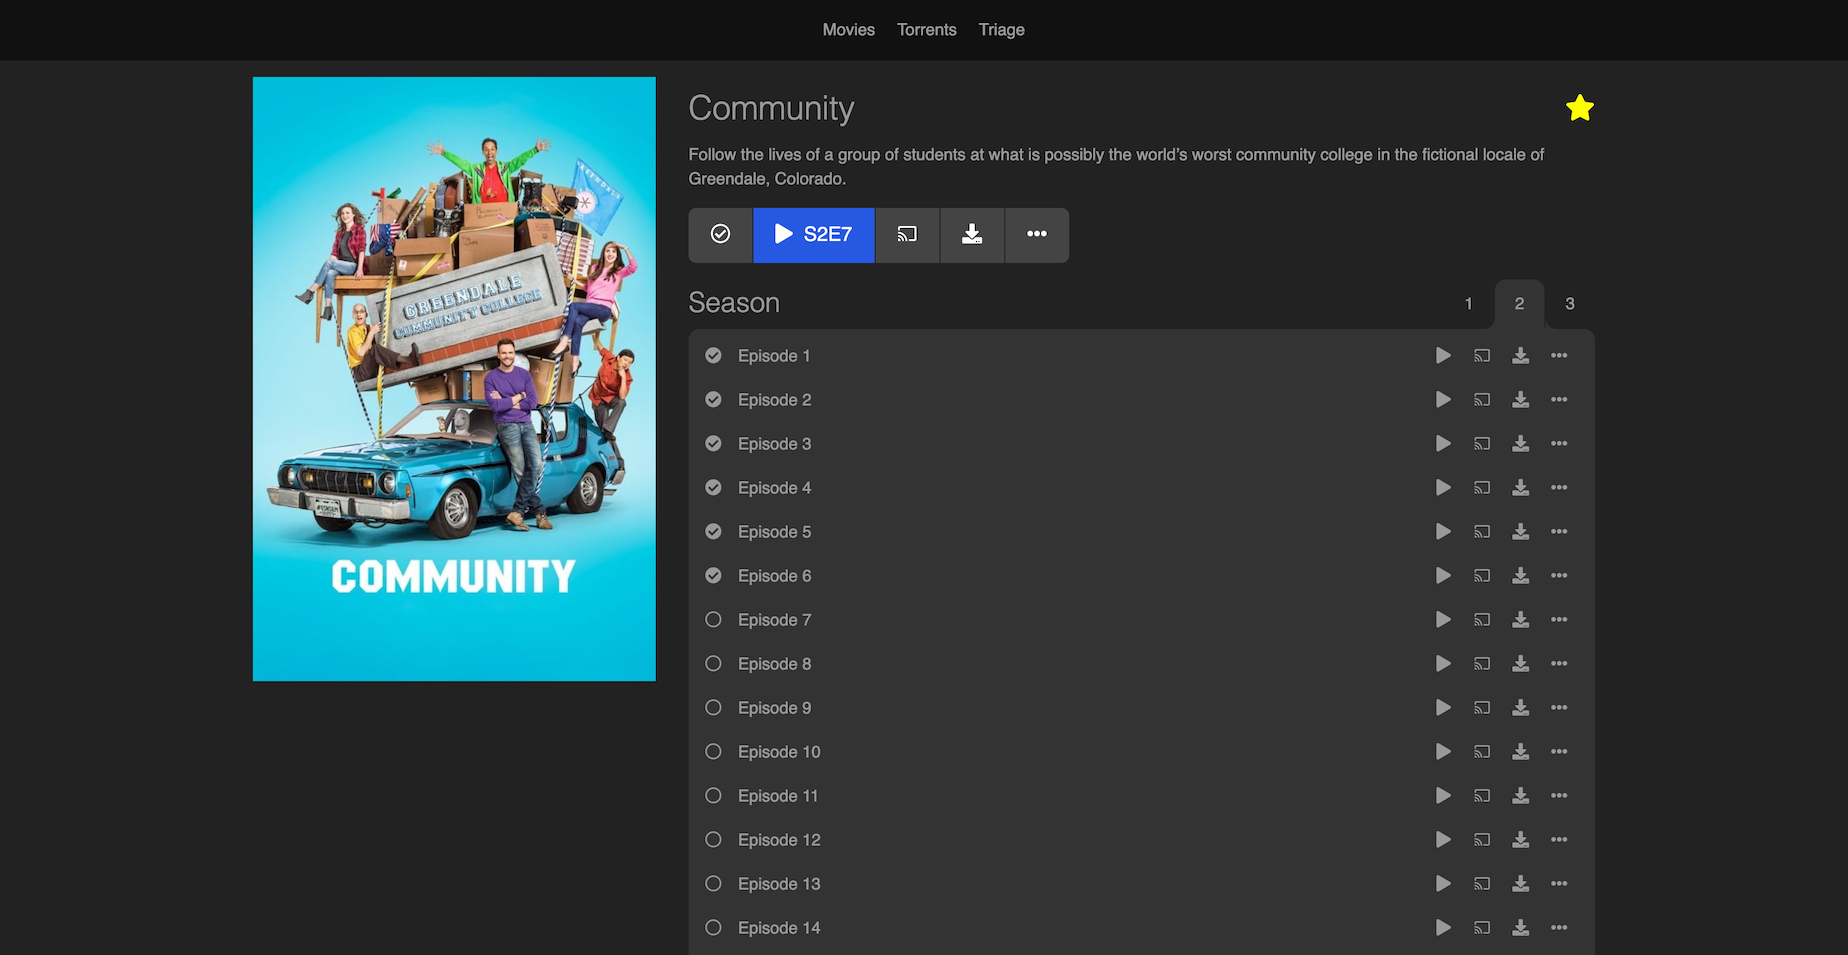 Movies Torrents Triage
GREENDALE
COMMUNITY COLLEGE
COMMUNITY
Community
Follow the lives of a group of students at what is possibly the world’s worst community college in the fictional locale of
Greendale, Colorado.
S2E7
Season 1 2 3
Episode 1
Episode 2
Episode 3
Episode 4
Episode 5
Episode 6
Episode 7
Episode 8
Episode 9
Episode 10
Episode 11
Episode 12
Episode 13
Episode 14